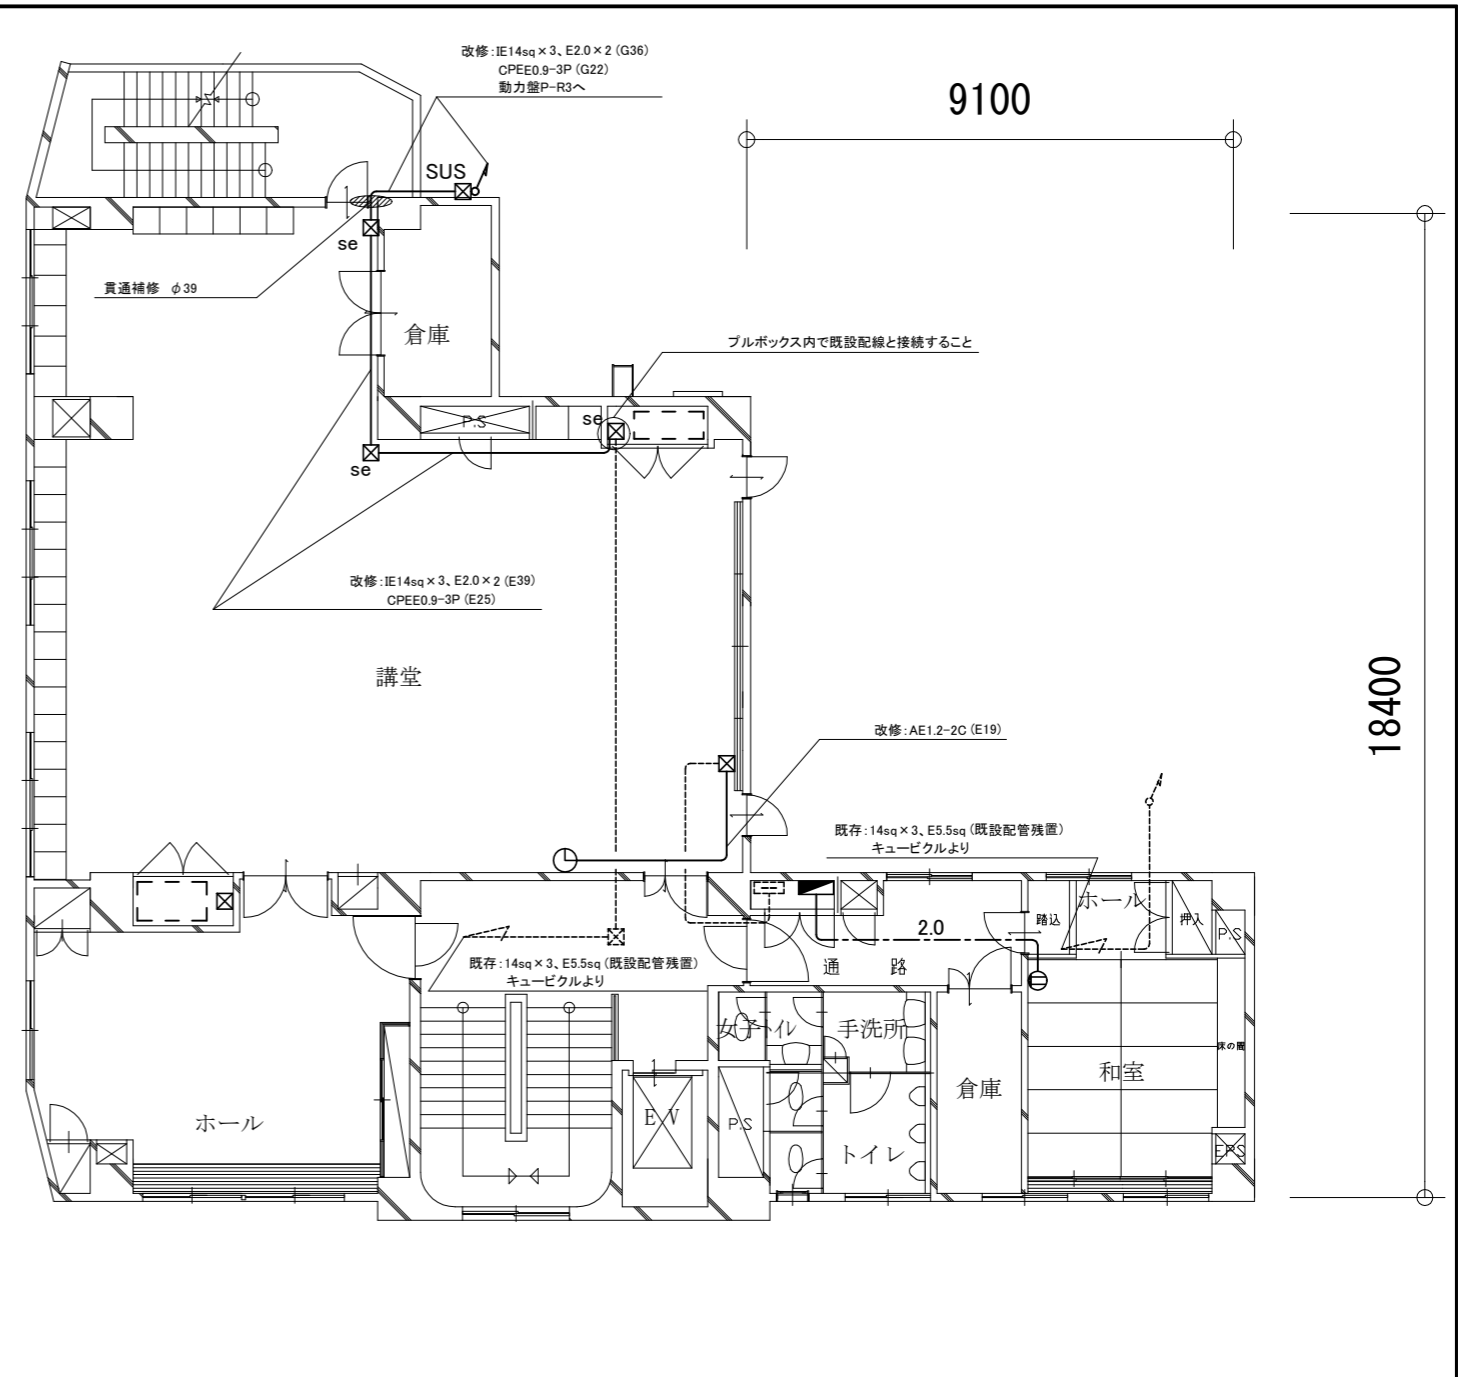 改修:IE14sq×3、E2.0×2 (G36)
CPEE0.9-3P (G22)
動力盤P-R3へ
9100
SUS
se
貫通補修 φ39
倉庫
プルボックス内で既設配線と接続すること
P.S
se
se
改修:IE14sq×3、E2.0×2 (E39)
CPEE0.9-3P (E25)
講堂
18400
改修:AE1.2-2C (E19)
既存:14sq×3、E5.5sq (既設配管残置)
キュービクルより
ホール
踏込
押入
P.S
2.0
通 路
既存:14sq×3、E5.5sq (既設配管残置)
キュービクルより
女子トイレ
手洗所
床の間
和室
倉庫
ホール
E V
P.S
トイレ
EPS